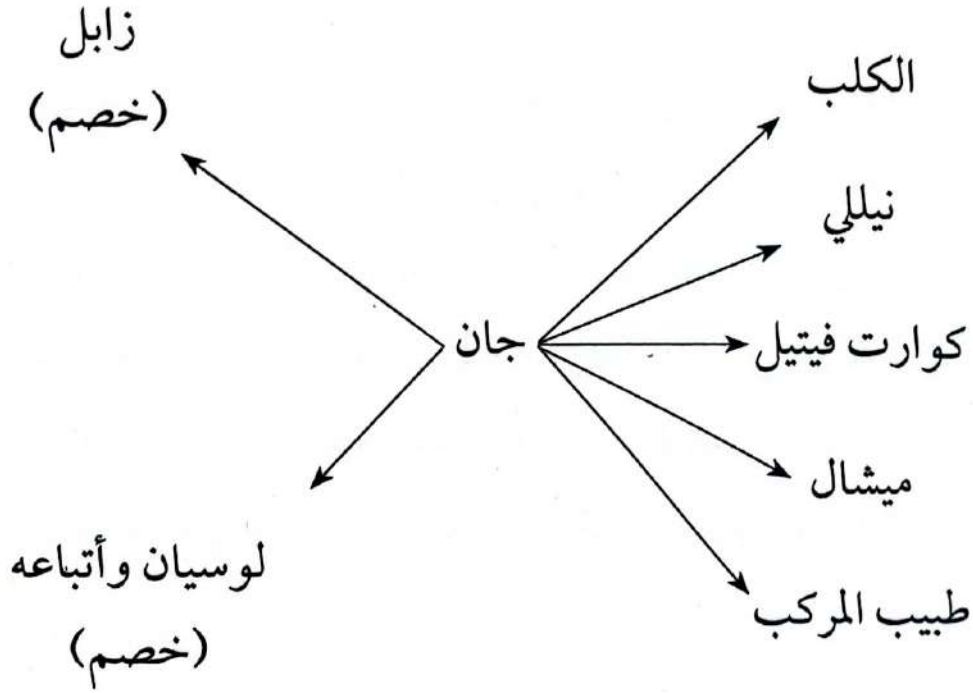 زابل
(خصم)
الكلب
نيللي
كوارت فيتيل
جان
ميشال
طبيب المركب
لوسيان وأتباعه
(خصم)